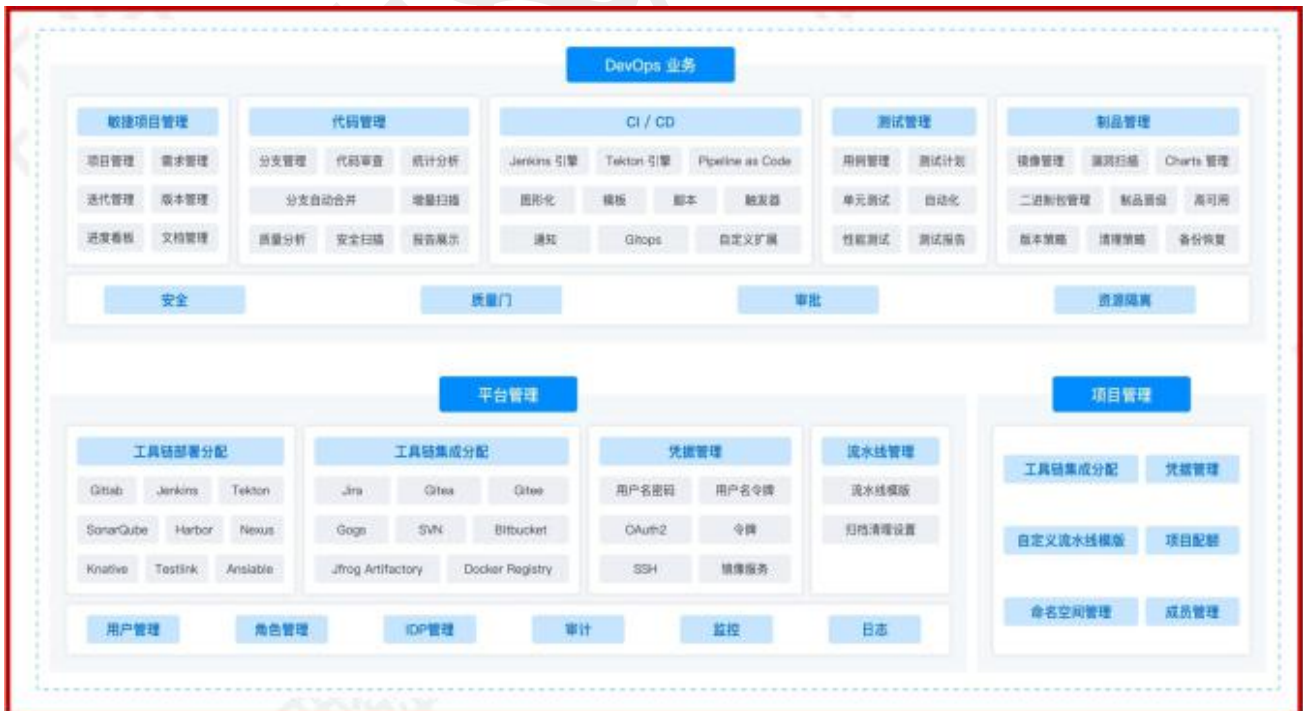 DevOps 业务
敏捷项目管理
项目管理 需求管理
迭代管理 版本管理
进度看板 文档管理
代码管理
分支管理 代码审查 统计分析
分支自动合并 增量扫描
质量分析 安全扫描 报告展示
CI / CD
Jenkins 引擎 Tekton 引擎 Pipeline as Code
图形化 模板 脚本 触发器
通知 Gitops 自定义扩展
测试管理
用例管理 测试计划
单元测试 自动化
性能测试 测试报告
制品管理
镜像管理 漏洞扫描 Charts 管理
二进制包管理 制品晋级 高可用
版本策略 清理策略 备份恢复
安全 质量门 审批 资源隔离
平台管理
工具链部署分配
Gitlab Jenkins Tekton
SonarQube Harbor Nexus
Knative Testlink Ansiable
工具链集成分配
Jira Gitea Gitee
Gogs SVN Bitbucket
Jfrog Artifactory Docker Registry
凭据管理
用户名密码 用户名令牌
OAuth2 令牌
SSH 镜像服务
流水线管理
流水线模版
归档清理设置
用户管理 角色管理 IDP管理 审计 监控 日志
项目管理
工具链集成分配 凭据管理
自定义流水线模版 项目配额
命名空间管理 成员管理